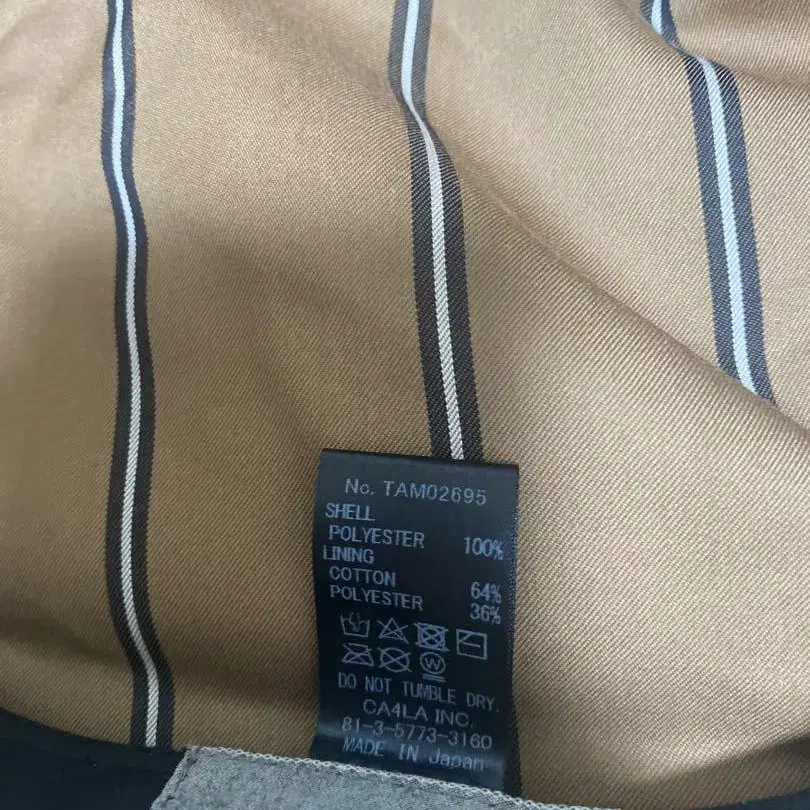 No. TAM02695
SHELL
POLYESTER 100%
LINING
COTTON 64%
POLYESTER 36%
W
DO NOT TUMBLE DRY.
CA4LA INC.
81-3-5773-3160
MADE IN Japan